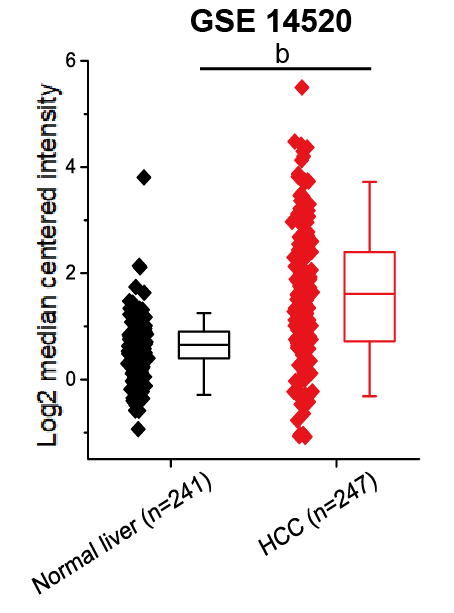 GSE 14520
b
6
4
2
0
Log2 median centered intensity
Normal liver (n=241)
HCC (n=247)